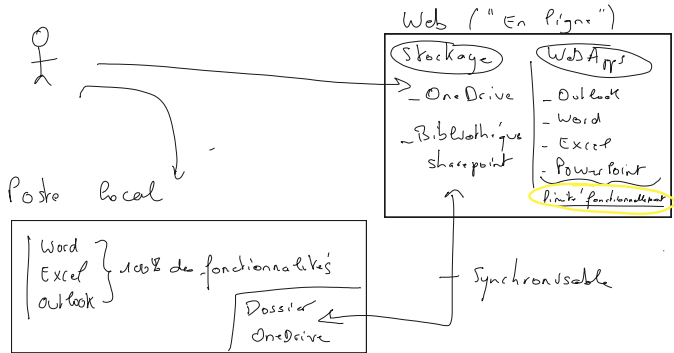 Web ("En ligne")
Stockage
- OneDrive
- Bibliothèque
sharepoint
WebApps
- Outlook
- Word
- Excel
- PowerPoint
limité fonctionnellement
Poste local
Word
Excel
Outlook
100% des fonctionnalités
Dossier
OneDrive
Synchronisable